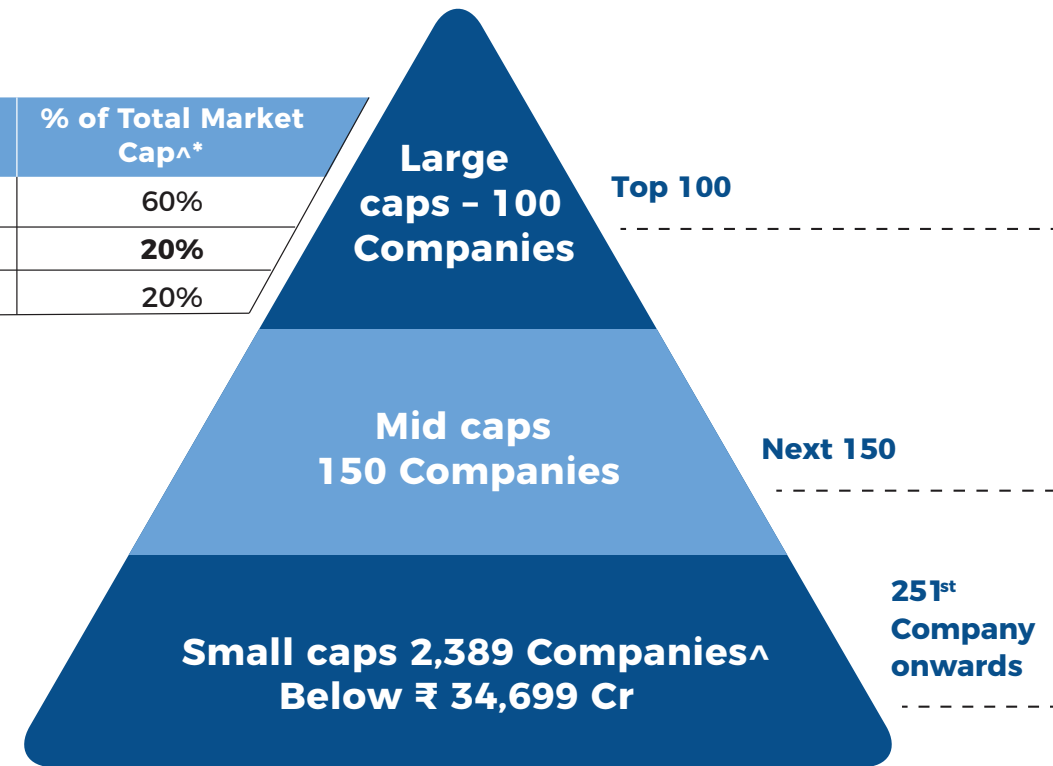 % of Total Market
Cap^*
60%
20%
20%
Large
caps – 100
Companies
Top 100
Mid caps
150 Companies
Next 150
Small caps 2,389 Companies^
Below ₹ 34,699 Cr
251st
Company
onwards